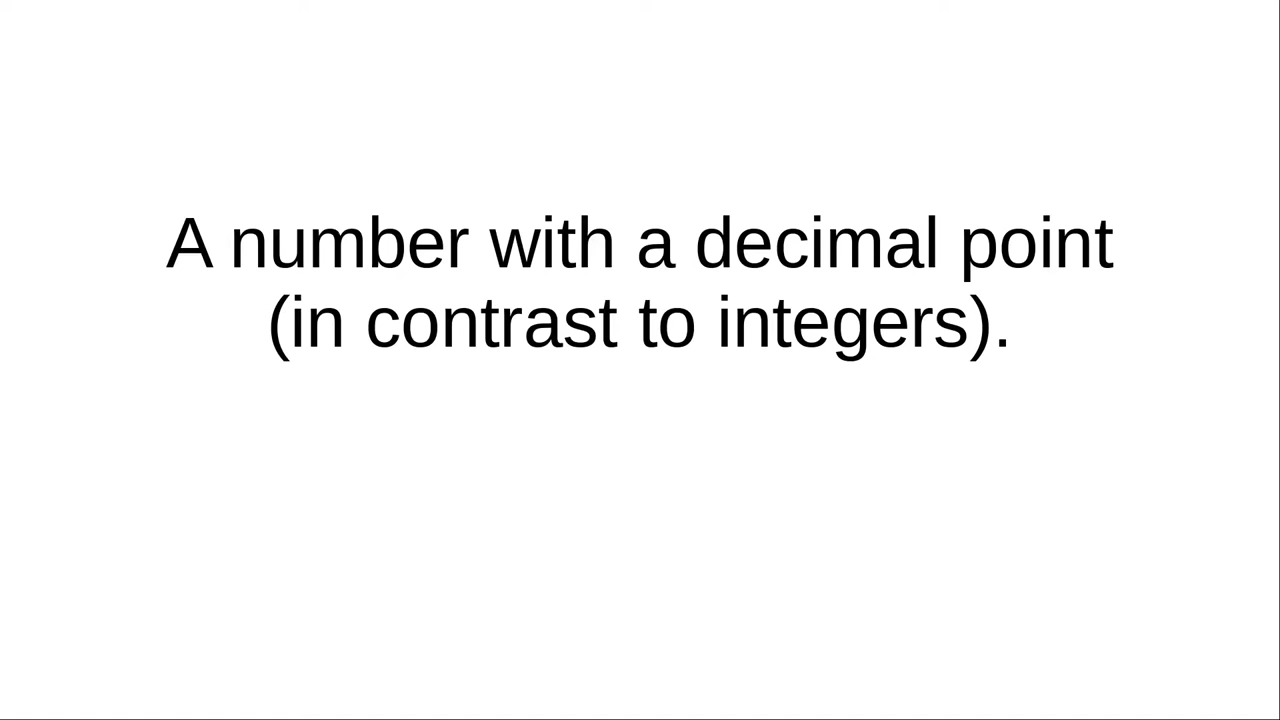 A number with a decimal point
(in contrast to integers).